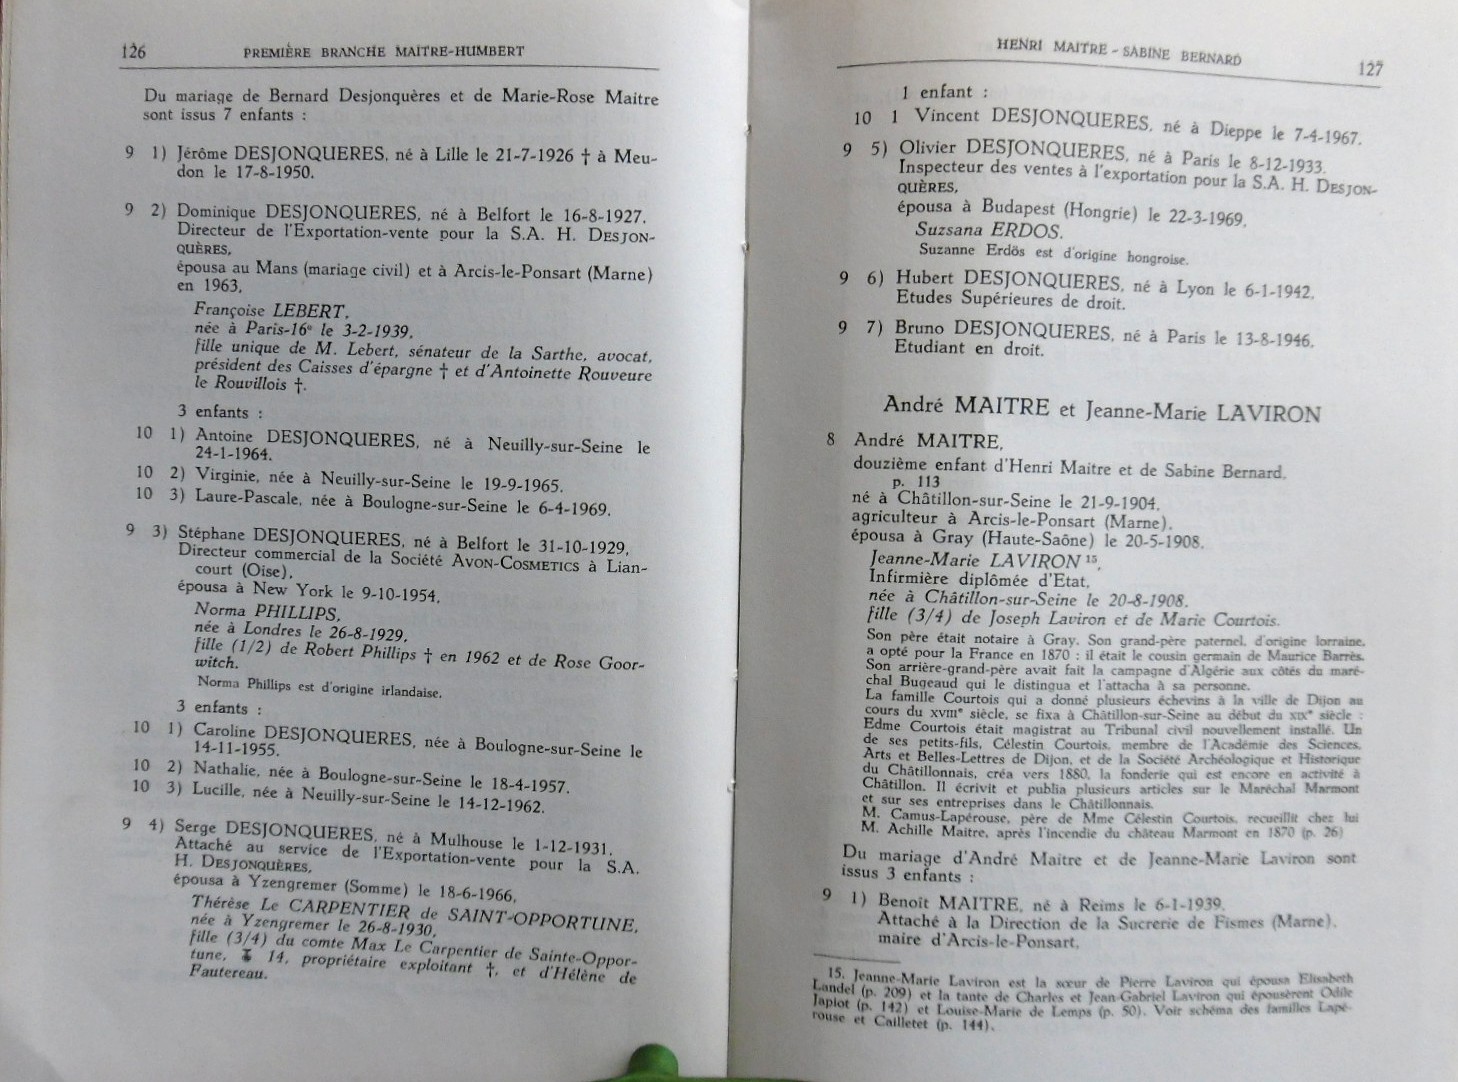 126
PREMIÈRE BRANCHE MAITRE-HUMBERT
Du mariage de Bernard Desjonquères et de Marie-Rose Maitre
sont issus 7 enfants :
9 1) Jérôme DESJONQUERES, né à Lille le 21-7-1926 † à Meu-
don le 17-8-1950.
9 2) Dominique DESJONQUERES, né à Belfort le 16-8-1927,
Directeur de l'Exportation-vente pour la S.A. H. DESJON-
QUÈRES,
épousa au Mans (mariage civil) et à Arcis-le-Ponsart (Marne)
en 1963,
Françoise LEBERT,
née à Paris-16e le 3-2-1939,
fille unique de M. Lebert, sénateur de la Sarthe, avocat,
président des Caisses d'épargne † et d'Antoinette Rouveure
le Rouvillois †.
3 enfants :
10 1) Antoine DESJONQUERES, né à Neuilly-sur-Seine le
24-1-1964.
10 2) Virginie, née à Neuilly-sur-Seine le 19-9-1965.
10 3) Laure-Pascale, née à Boulogne-sur-Seine le 6-4-1969.
9 3) Stéphane DESJONQUERES, né à Belfort le 31-10-1929,
Directeur commercial de la Société AVON-COSMETICS à Lian-
court (Oise),
épousa à New York le 9-10-1954,
Norma PHILLIPS,
née à Londres le 26-8-1929,
fille (1/2) de Robert Phillips † en 1962 et de Rose Goor-
witch.
Norma Phillips est d'origine irlandaise.
3 enfants :
10 1) Caroline DESJONQUERES, née à Boulogne-sur-Seine le
14-11-1955.
10 2) Nathalie, née à Boulogne-sur-Seine le 18-4-1957.
10 3) Lucille, née à Neuilly-sur-Seine le 14-12-1962.
9 4) Serge DESJONQUERES, né à Mulhouse le 1-12-1931,
Attaché au service de l'Exportation-vente pour la S.A.
H. DESJONQUÈRES,
épousa à Yzengremer (Somme) le 18-6-1966,
Thérèse Le CARPENTIER de SAINT-OPPORTUNE,
née à Yzengremer le 26-8-1930,
fille (3/4) du comte Max Le Carpentier de Sainte-Oppor-
tune, 14, propriétaire exploitant †, et d'Hélène de
Fautereau.
HENRI MAITRE - SABINE BERNARD
127
1 enfant :
10 1 Vincent DESJONQUERES, né à Dieppe le 7-4-1967.
9 5) Olivier DESJONQUERES, né à Paris le 8-12-1933.
Inspecteur des ventes à l'exportation pour la S.A. H. DESJON-
QUÈRES,
épousa à Budapest (Hongrie) le 22-3-1969,
Suzsana ERDOS.
Suzanne Erdös est d'origine hongroise.
9 6) Hubert DESJONQUERES, né à Lyon le 6-1-1942,
Etudes Supérieures de droit.
9 7) Bruno DESJONQUERES, né à Paris le 13-8-1946,
Etudiant en droit.
André MAITRE et Jeanne-Marie LAVIRON
8 André MAITRE,
douzième enfant d'Henri Maitre et de Sabine Bernard,
p. 113
né à Châtillon-sur-Seine le 21-9-1904,
agriculteur à Arcis-le-Ponsart (Marne),
épousa à Gray (Haute-Saône) le 20-5-1908,
Jeanne-Marie LAVIRON 15,
Infirmière diplômée d'Etat,
née à Châtillon-sur-Seine le 20-8-1908,
fille (3/4) de Joseph Laviron et de Marie Courtois.
Son père était notaire à Gray. Son grand-père paternel, d'origine lorraine,
a opté pour la France en 1870 : il était le cousin germain de Maurice Barrès.
Son arrière-grand-père avait fait la campagne d'Algérie aux côtés du maré-
chal Bugeaud qui le distingua et l'attacha à sa personne.
La famille Courtois qui a donné plusieurs échevins à la ville de Dijon au
cours du XVIIIe siècle, se fixa à Châtillon-sur-Seine au début du XIXe siècle :
Edme Courtois était magistrat au Tribunal civil nouvellement installé. Un
de ses petits-fils, Célestin Courtois, membre de l'Académie des Sciences,
Arts et Belles-Lettres de Dijon, et de la Société Archéologique et Historique
du Châtillonnais, créa vers 1880, la fonderie qui est encore en activité à
Châtillon. Il écrivit et publia plusieurs articles sur le Maréchal Marmont
et sur ses entreprises dans le Châtillonnais.
M. Camus-Lapérouse, père de Mme Célestin Courtois, recueillit chez lui
M. Achille Maitre, après l'incendie du château Marmont en 1870 (p. 26)
Du mariage d'André Maitre et de Jeanne-Marie Laviron sont
issus 3 enfants :
9 1) Benoît MAITRE, né à Reims le 6-1-1939,
Attaché à la Direction de la Sucrerie de Fismes (Marne),
maire d'Arcis-le-Ponsart,
15. Jeanne-Marie Laviron est la sœur de Pierre Laviron qui épousa Elisabeth
Landel (p. 209) et la tante de Charles et Jean-Gabriel Laviron qui épousèrent Odile
Japiot (p. 142) et Louise-Marie de Lemps (p. 50). Voir schéma des familles Lapé-
rouse et Cailletet (p. 144).